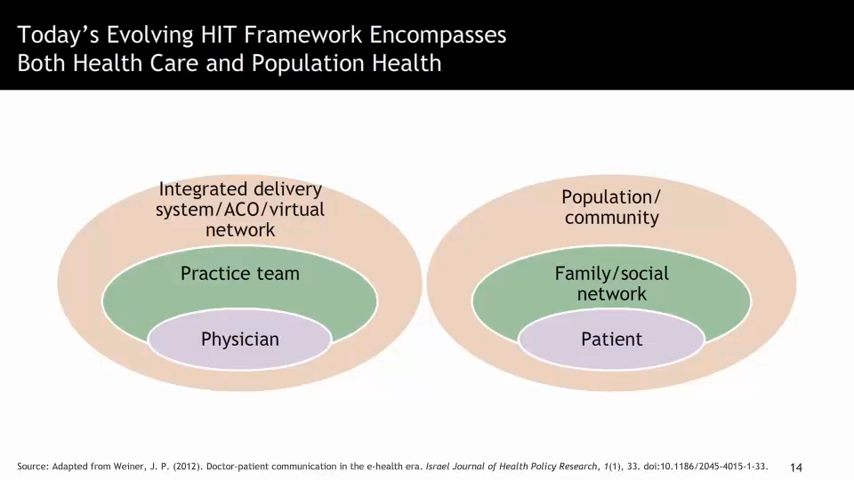 Today's Evolving HIT Framework Encompasses
Both Health Care and Population Health
Integrated delivery
system/ACO/virtual
network
Practice team
Physician
Population/
community
Family/social
network
Patient
Source: Adapted from Weiner, J. P. (2012). Doctor-patient communication in the e-health era. Israel Journal of Health Policy Research, 1(1), 33. doi:10.1186/2045-4015-1-33.
14